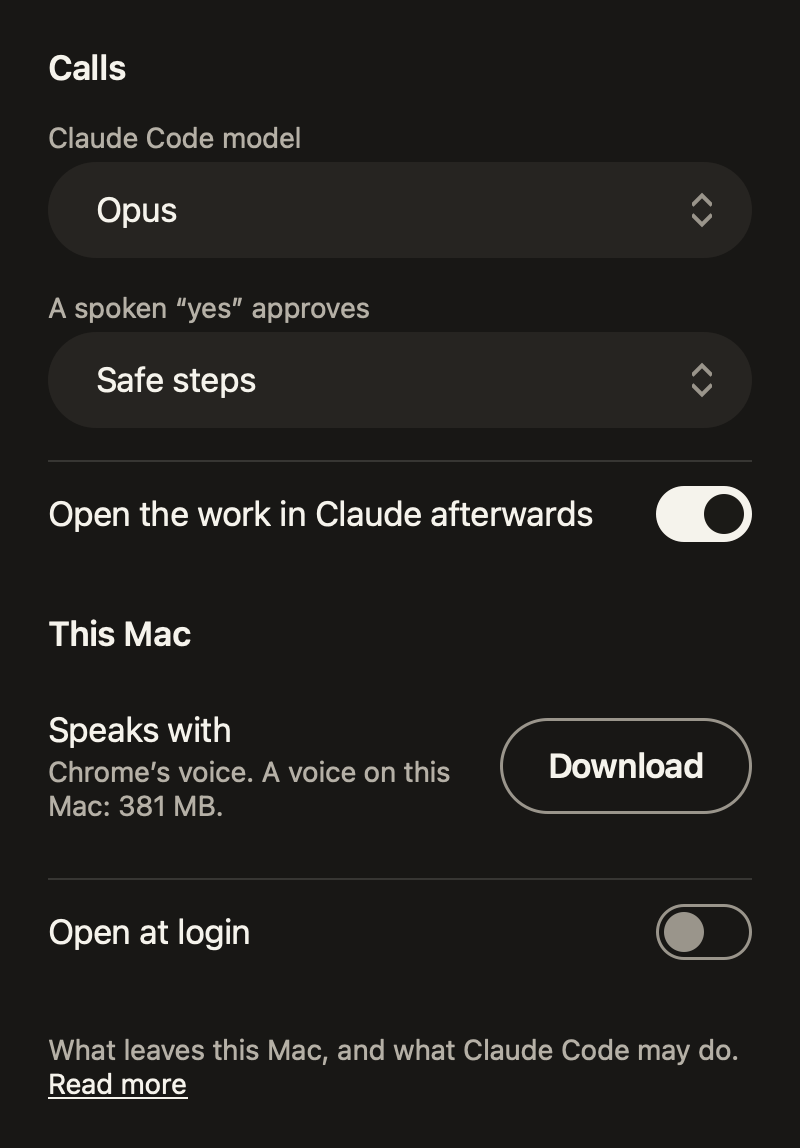 Calls
Claude Code model
Opus
A spoken “yes” approves
Safe steps
Open the work in Claude afterwards
This Mac
Speaks with
Chrome’s voice. A voice on this
Mac: 381 MB.
Download
Open at login
What leaves this Mac, and what Claude Code may do.
Read more